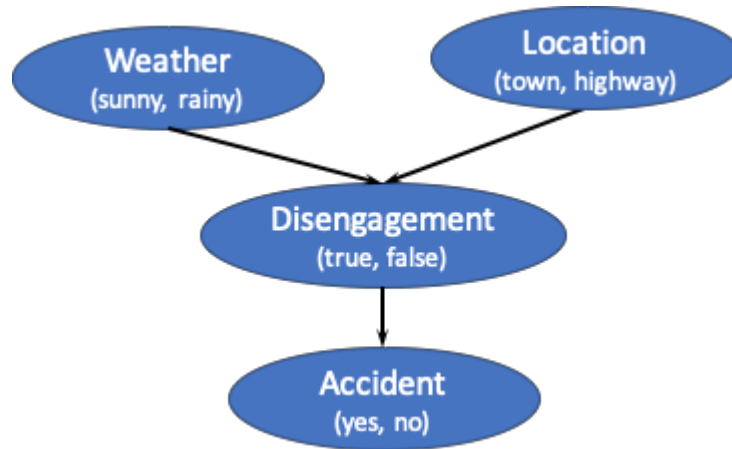 Weather
(sunny, rainy)
Location
(town, highway)
Disengagement
(true, false)
Accident
(yes, no)